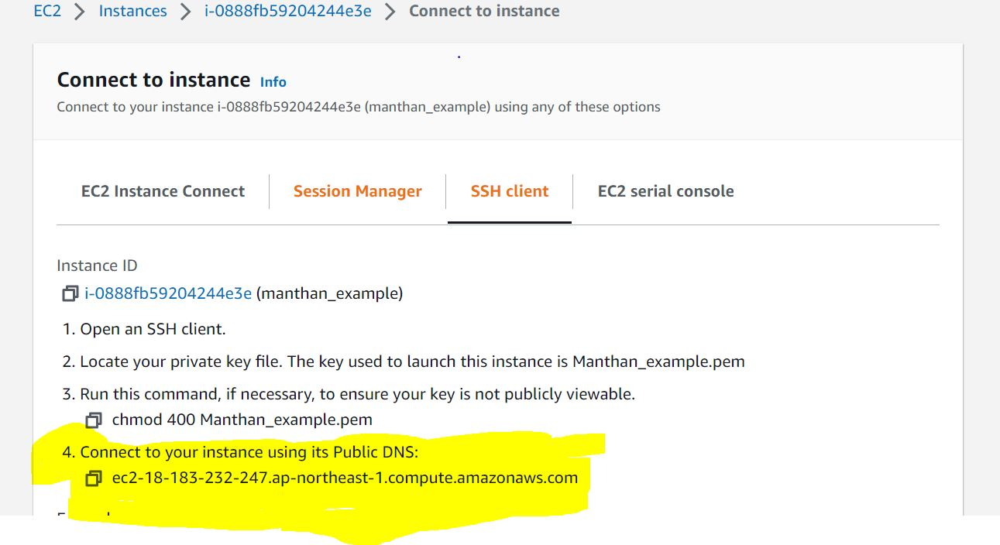 EC2 > Instances > i-0888fb59204244e3e > Connect to instance
Connect to instance Info
Connect to your instance i-0888fb59204244e3e (manthan_example) using any of these options
EC2 Instance Connect Session Manager SSH client EC2 serial console
Instance ID
i-0888fb59204244e3e (manthan_example)
1. Open an SSH client.
2. Locate your private key file. The key used to launch this instance is Manthan_example.pem
3. Run this command, if necessary, to ensure your key is not publicly viewable.
chmod 400 Manthan_example.pem
4. Connect to your instance using its Public DNS:
ec2-18-183-232-247.ap-northeast-1.compute.amazonaws.com